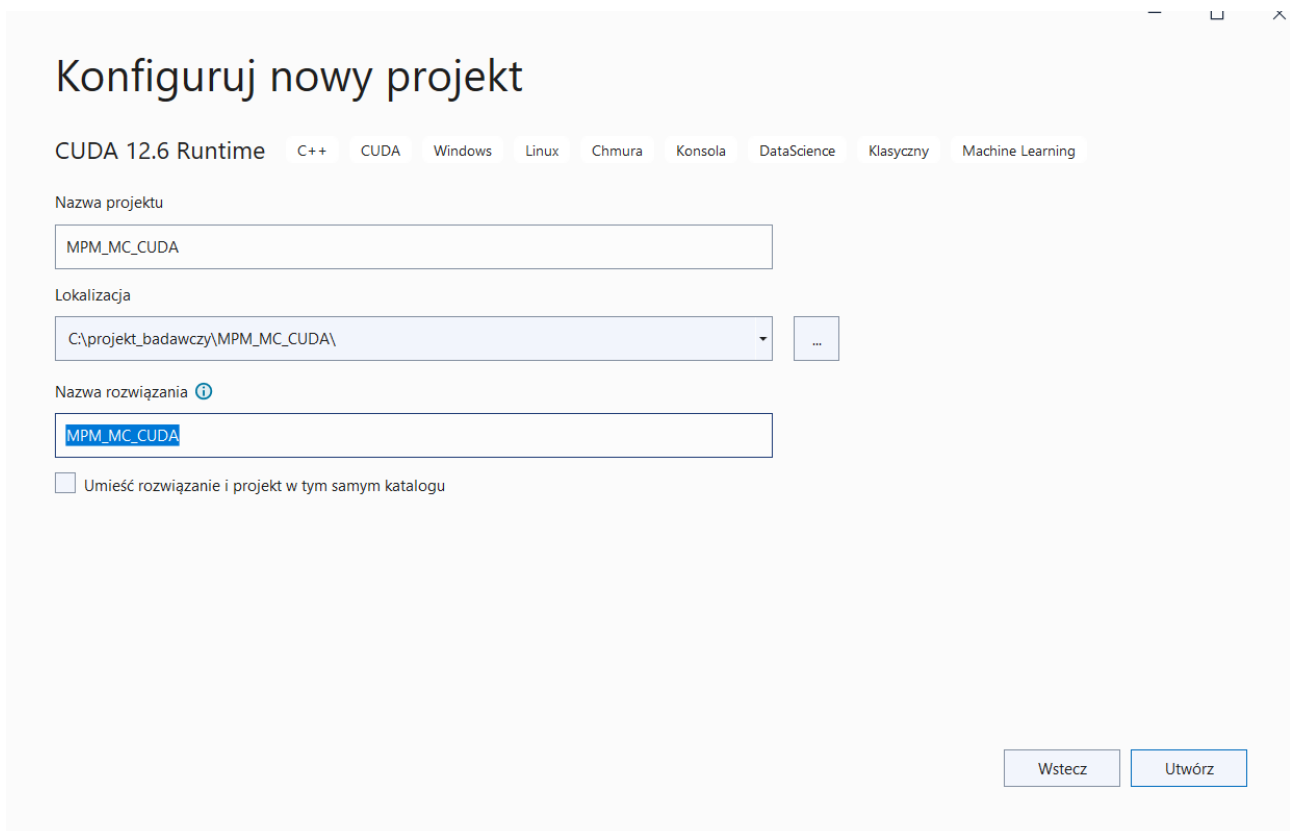 Konfiguruj nowy projekt
CUDA 12.6 Runtime C++ CUDA Windows Linux Chmura Konsola DataScience Klasyczny Machine Learning
Nazwa projektu
MPM_MC_CUDA
Lokalizacja
C:\projekt_badawczy\MPM_MC_CUDA\
...
Nazwa rozwiązania
MPM_MC_CUDA
Umieść rozwiązanie i projekt w tym samym katalogu
Wstecz Utwórz